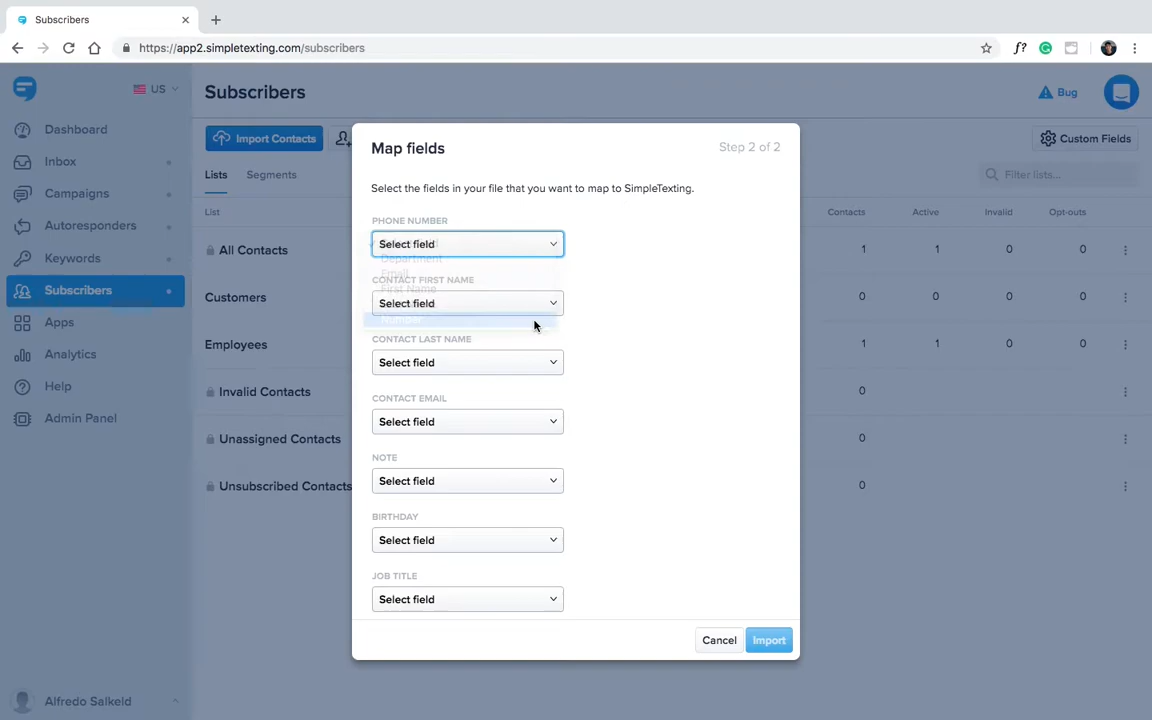 Subscribers
https://app2.simpletexting.com/subscribers
f?
US
Subscribers
Bug
Dashboard
Import Contacts
Custom Fields
Map fields
Step 2 of 2
Inbox
Lists
Segments
Filter lists...
Campaigns
Select the fields in your file that you want to map to SimpleTexting.
List
Contacts
Active
Invalid
Opt-outs
Autoresponders
PHONE NUMBER
Select field
All Contacts
1
1
0
0
Keywords
Department
Email
CONTACT FIRST NAME
First Name
Subscribers
Customers
Select field
0
0
0
0
Number
Apps
CONTACT LAST NAME
Employees
1
1
0
0
Analytics
Select field
Help
Invalid Contacts
0
CONTACT EMAIL
Admin Panel
Select field
Unassigned Contacts
0
NOTE
Unsubscribed Contacts
Select field
0
BIRTHDAY
Select field
JOB TITLE
Select field
Cancel
Import
Alfredo Salkeld